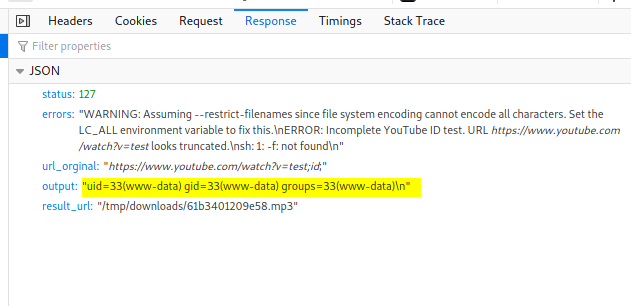 Headers Cookies Request Response Timings Stack Trace
Filter properties
JSON
status: 127
errors: "WARNING: Assuming --restrict-filenames since file system encoding cannot encode all characters. Set the
LC_ALL environment variable to fix this.\nERROR: Incomplete YouTube ID test. URL https://www.youtube.com
/watch?v=test looks truncated.\nsh: 1: -f: not found\n"
url_orginal: "https://www.youtube.com/watch?v=test;id;"
output: "uid=33(www-data) gid=33(www-data) groups=33(www-data)\n"
result_url: "/tmp/downloads/61b3401209e58.mp3"